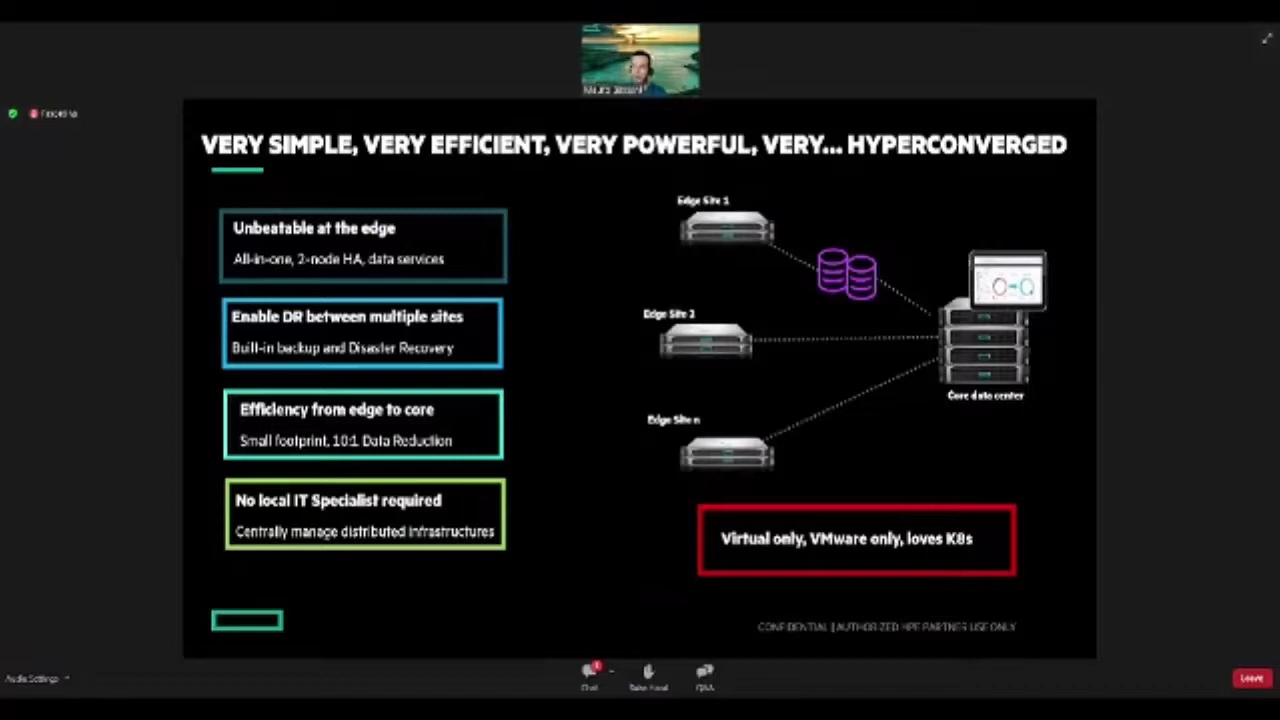 Recording
VERY SIMPLE, VERY EFFICIENT, VERY POWERFUL, VERY... HYPERCONVERGED
Unbeatable at the edge
All-in-one, 2-node HA, data services
Enable DR between multiple sites
Built-in backup and Disaster Recovery
Efficiency from edge to core
Small footprint, 10:1 Data Reduction
No local IT Specialist required
Centrally manage distributed infrastructures
Edge Site 1
Edge Site 2
Edge Site n
Core data center
Virtual only, VMware only, loves K8s
CONFIDENTIAL | AUTHORIZED HPE PARTNER USE ONLY
Audio Settings
Chat
Raise Hand
Q&A
Leave